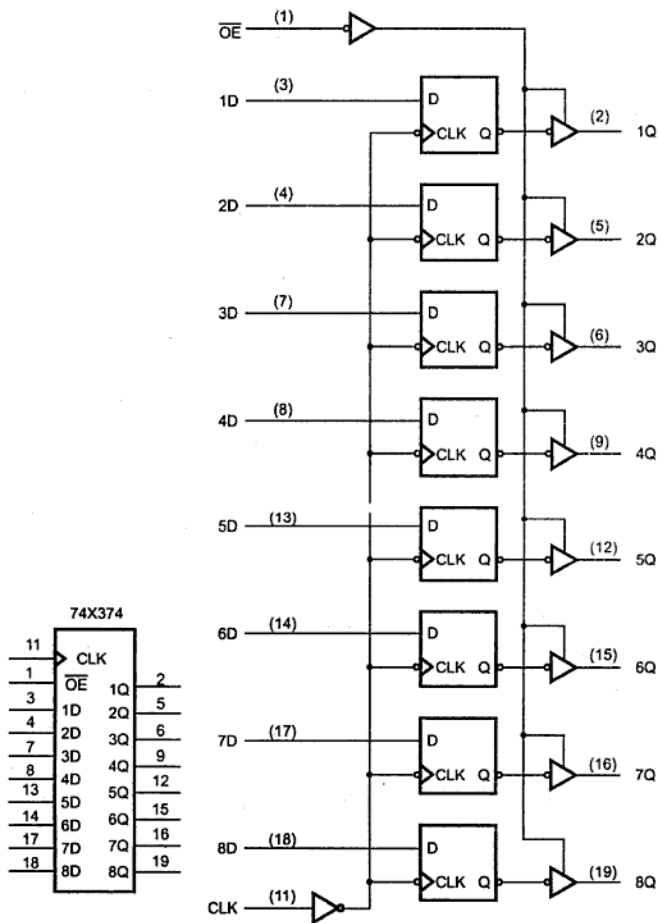 OE (1)
1D (3) D CLK Q (2) 1Q
2D (4) D CLK Q (5) 2Q
3D (7) D CLK Q (6) 3Q
4D (8) D CLK Q (9) 4Q
5D (13) D CLK Q (12) 5Q
6D (14) D CLK Q (15) 6Q
7D (17) D CLK Q (16) 7Q
8D (18) D CLK Q (19) 8Q
CLK (11)
74X374
11 CLK
1 OE 1Q 2
3 1D 2Q 5
4 2D 3Q 6
7 3D 4Q 9
8 4D 5Q 12
13 5D 6Q 15
14 6D 7Q 16
17 7D 8Q 19
18 8D